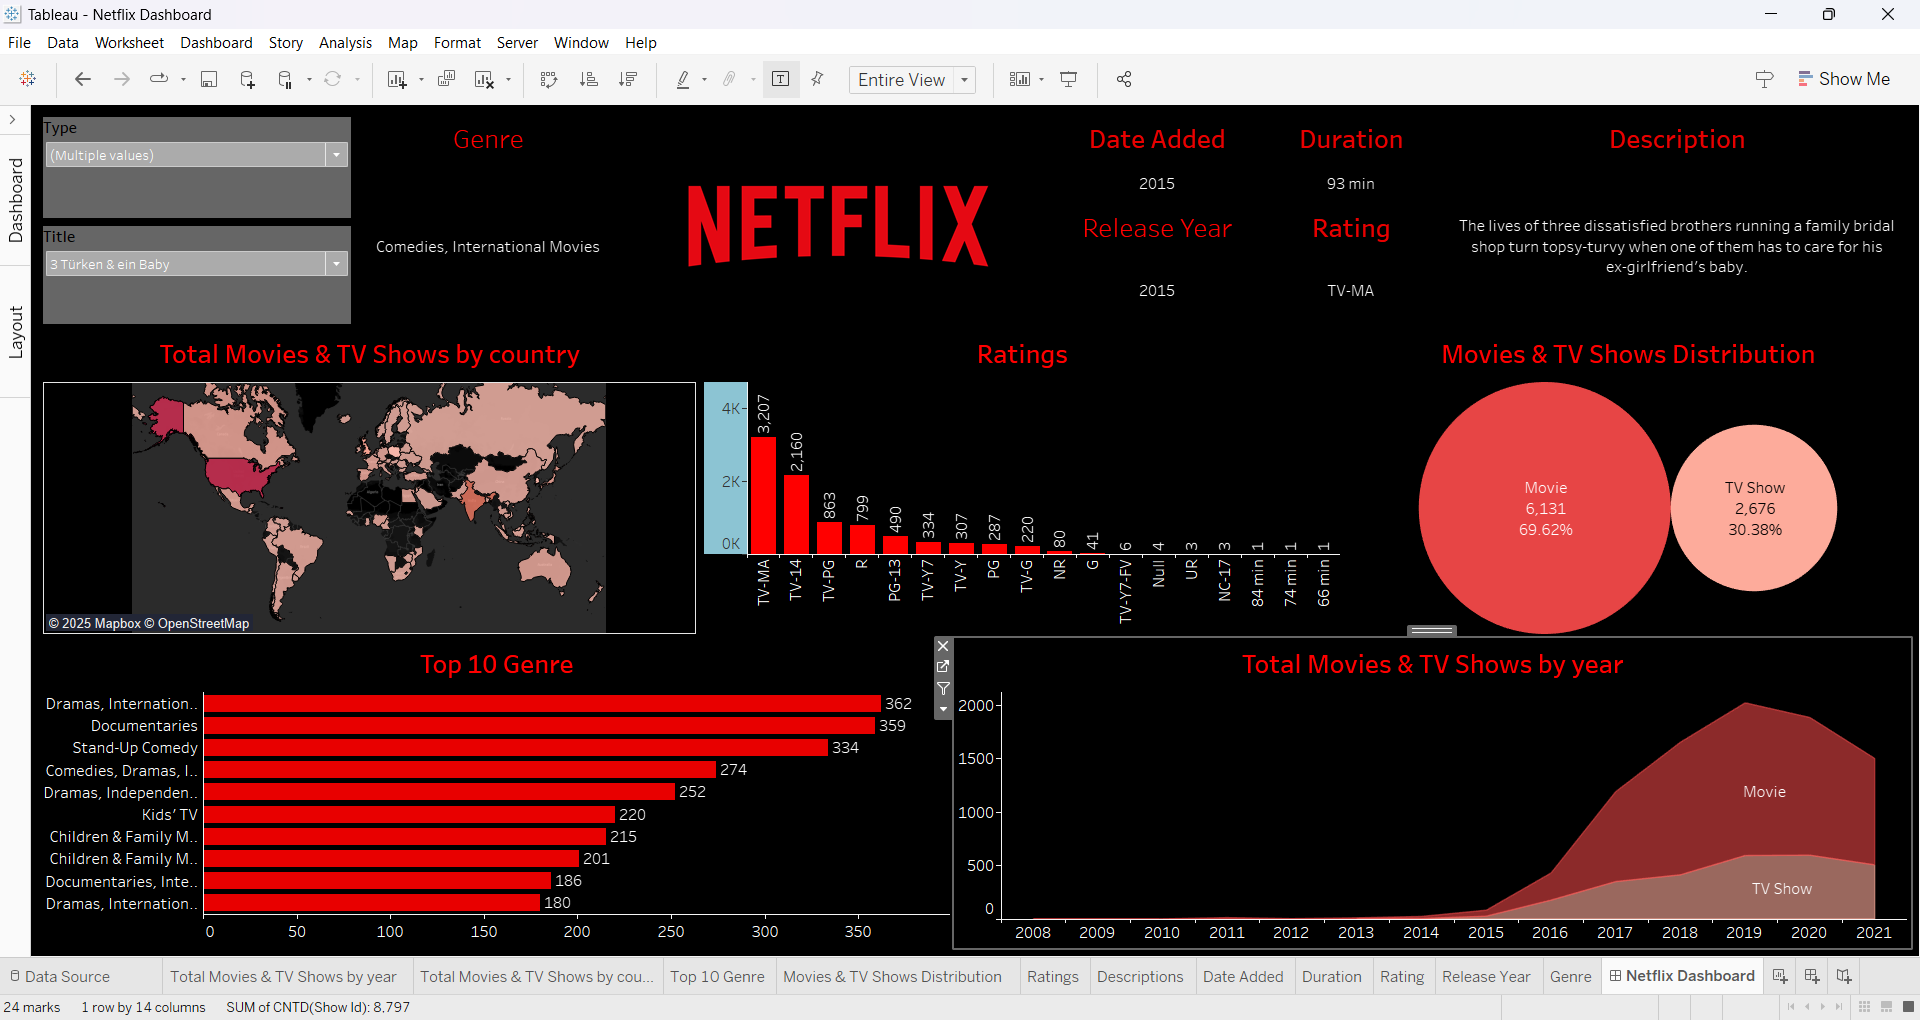 Tableau - Netflix Dashboard
File Data Worksheet Dashboard Story Analysis Map Format Server Window Help
Entire View
Show Me
Dashboard
Layout
Type
(Multiple values)
Title
3 Türken & ein Baby
Genre
Comedies, International Movies
NETFLIX
Date Added
2015
Release Year
2015
Duration
93 min
Rating
TV-MA
Description
The lives of three dissatisfied brothers running a family bridal
shop turn topsy-turvy when one of them has to care for his
ex-girlfriend’s baby.
Total Movies & TV Shows by country
© 2025 Mapbox © OpenStreetMap
Ratings
4K
2K
0K
3,207 2,160 863 799 490 334 307 287 220 80 41 6 4 3 3 1 1 1
TV-MA TV-14 TV-PG R PG-13 TV-Y7 TV-Y PG TV-G NR G TV-Y7-FV Null UR NC-17 84 min 74 min 66 min
Movies & TV Shows Distribution
Movie
6,131
69.62%
TV Show
2,676
30.38%
Top 10 Genre
Dramas, Internation.. 362
Documentaries 359
Stand-Up Comedy 334
Comedies, Dramas, I.. 274
Dramas, Independen.. 252
Kids’ TV 220
Children & Family M.. 215
Children & Family M.. 201
Documentaries, Inte.. 186
Dramas, Internation.. 180
0 50 100 150 200 250 300 350
Total Movies & TV Shows by year
2000
1500
1000
500
0
Movie
TV Show
2008 2009 2010 2011 2012 2013 2014 2015 2016 2017 2018 2019 2020 2021
Data Source Total Movies & TV Shows by year Total Movies & TV Shows by cou... Top 10 Genre Movies & TV Shows Distribution Ratings Descriptions Date Added Duration Rating Release Year Genre Netflix Dashboard
24 marks 1 row by 14 columns SUM of CNTD(Show Id): 8,797